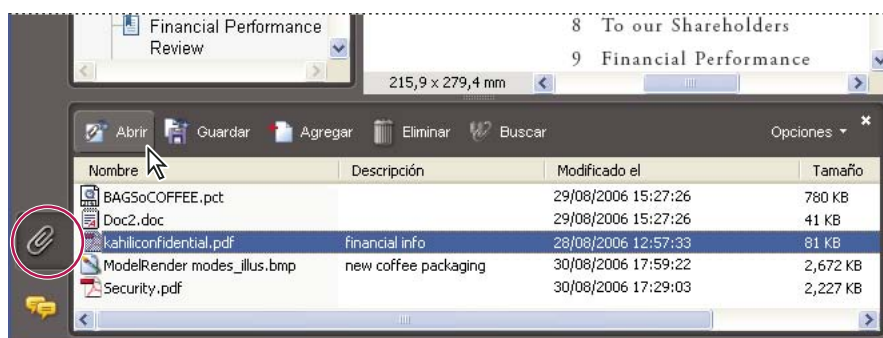 Financial Performance
Review
8 To our Shareholders
9 Financial Performance
215,9 x 279,4 mm
Abrir Guardar Agregar Eliminar Buscar Opciones
Nombre Descripción Modificado el Tamaño
BAGSoCOFFEE.pct 29/08/2006 15:27:26 780 KB
Doc2.doc 29/08/2006 15:27:26 41 KB
kahiliconfidential.pdf financial info 28/08/2006 12:57:33 81 KB
ModelRender modes_illus.bmp new coffee packaging 30/08/2006 17:59:22 2,672 KB
Security.pdf 30/08/2006 17:29:03 2,227 KB